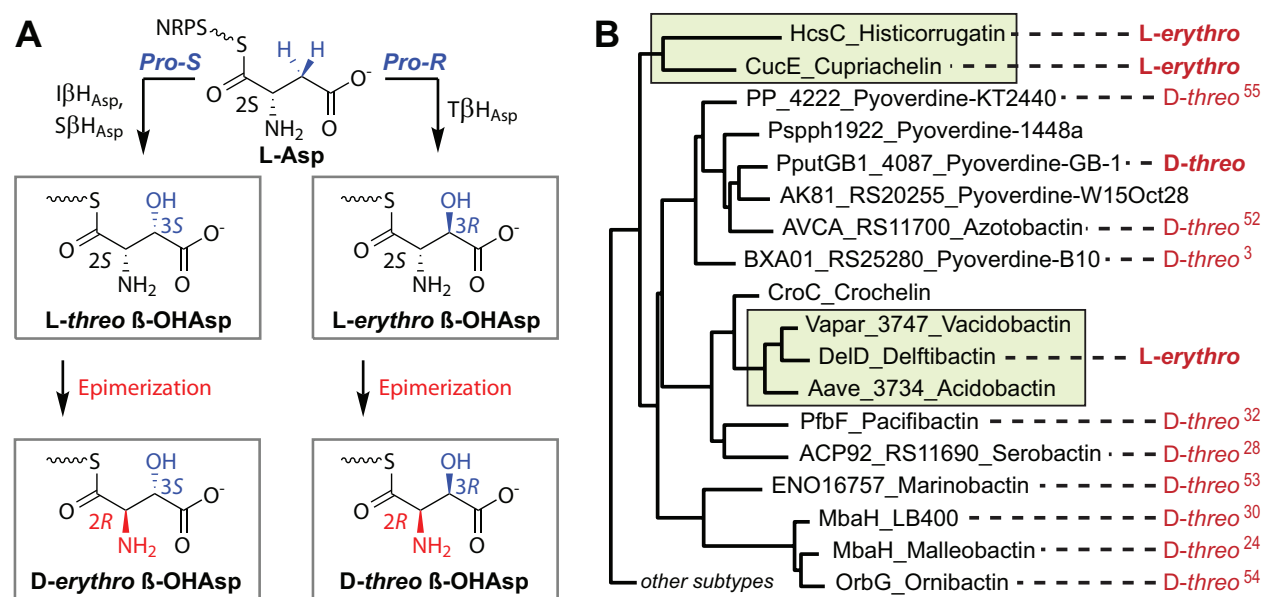 A
NRPS
S
H H
Pro-S
Pro-R
O
O-
2S
O
NH2
L-Asp
IβHAsp,
SβHAsp
TβHAsp
S OH
3S
O
O-
2S
NH2 O
L-threo ß-OHAsp
S OH
3R
O
O-
2S
NH2 O
L-erythro ß-OHAsp
Epimerization
Epimerization
S OH
3S
O
O-
2R
NH2 O
D-erythro ß-OHAsp
S OH
3R
O
O-
2R
NH2 O
D-threo ß-OHAsp
B
HcsC_Histicorrugatin L-erythro
CucE_Cupriachelin L-erythro
PP_4222_Pyoverdine-KT2440 D-threo 55
Pspph1922_Pyoverdine-1448a
PputGB1_4087_Pyoverdine-GB-1 D-threo
AK81_RS20255_Pyoverdine-W15Oct28
AVCA_RS11700_Azotobactin D-threo 52
BXA01_RS25280_Pyoverdine-B10 D-threo 3
CroC_Crochelin
Vapar_3747_Vacidobactin
DelD_Delftibactin L-erythro
Aave_3734_Acidobactin
PfbF_Pacifibactin D-threo 32
ACP92_RS11690_Serobactin D-threo 28
ENO16757_Marinobactin D-threo 53
MbaH_LB400 D-threo 30
MbaH_Malleobactin D-threo 24
OrbG_Ornibactin D-threo 54
other subtypes